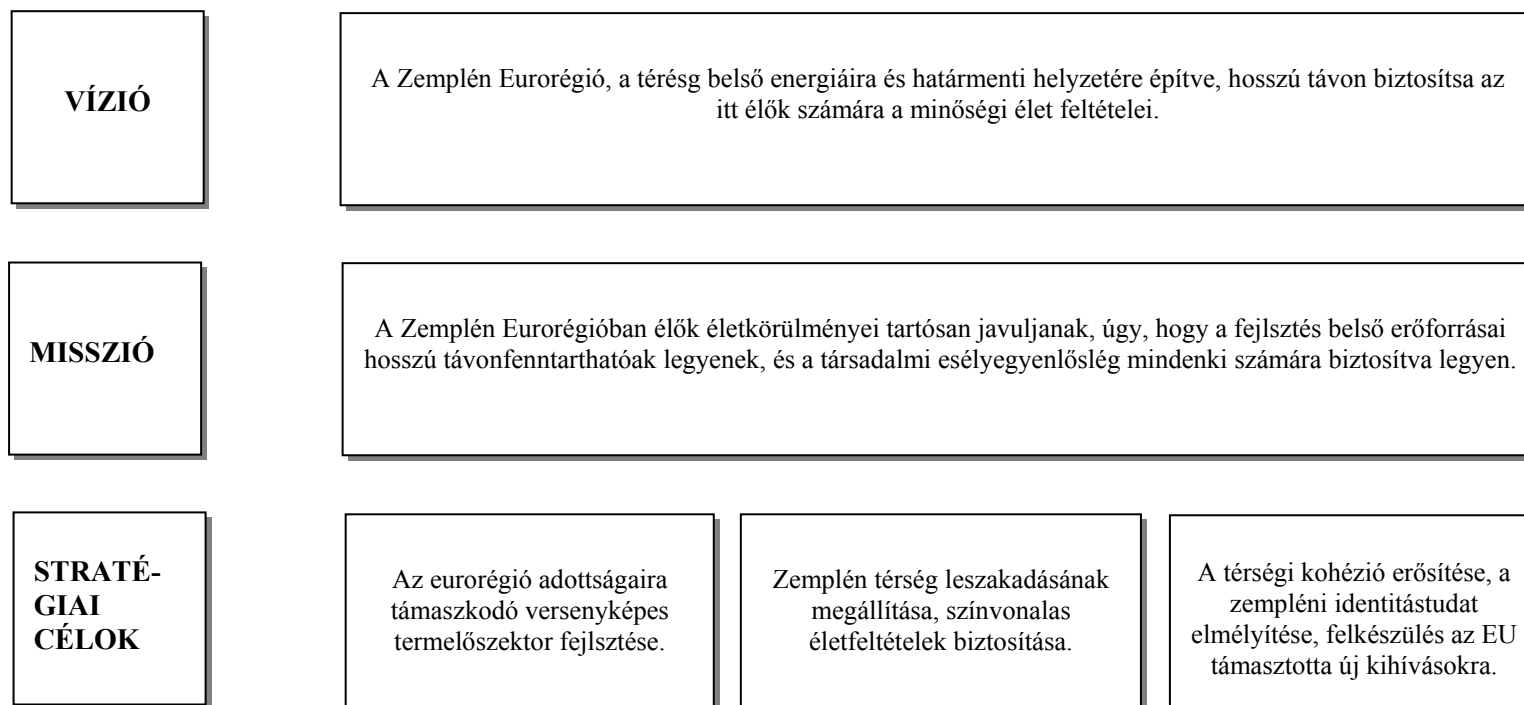 VÍZIÓ
A Zemplén Eurorégió, a térésg belső energiáira és határmenti helyzetére építve, hosszú távon biztosítsa az
itt élők számára a minőségi élet feltételei.
MISSZIÓ
A Zemplén Eurorégióban élők életkörülményei tartósan javuljanak, úgy, hogy a fejlsztés belső erőforrásai
hosszú távonfenntarthatóak legyenek, és a társadalmi esélyegyenlőslég mindenki számára biztosítva legyen.
STRATÉ-
GIAI
CÉLOK
Az eurorégió adottságaira
támaszkodó versenyképes
termelőszektor fejlsztése.
Zemplén térség leszakadásának
megállítása, színvonalas
életfeltételek biztosítása.
A térségi kohézió erősítése, a
zempléni identitástudat
elmélyítése, felkészülés az EU
támasztotta új kihívásokra.